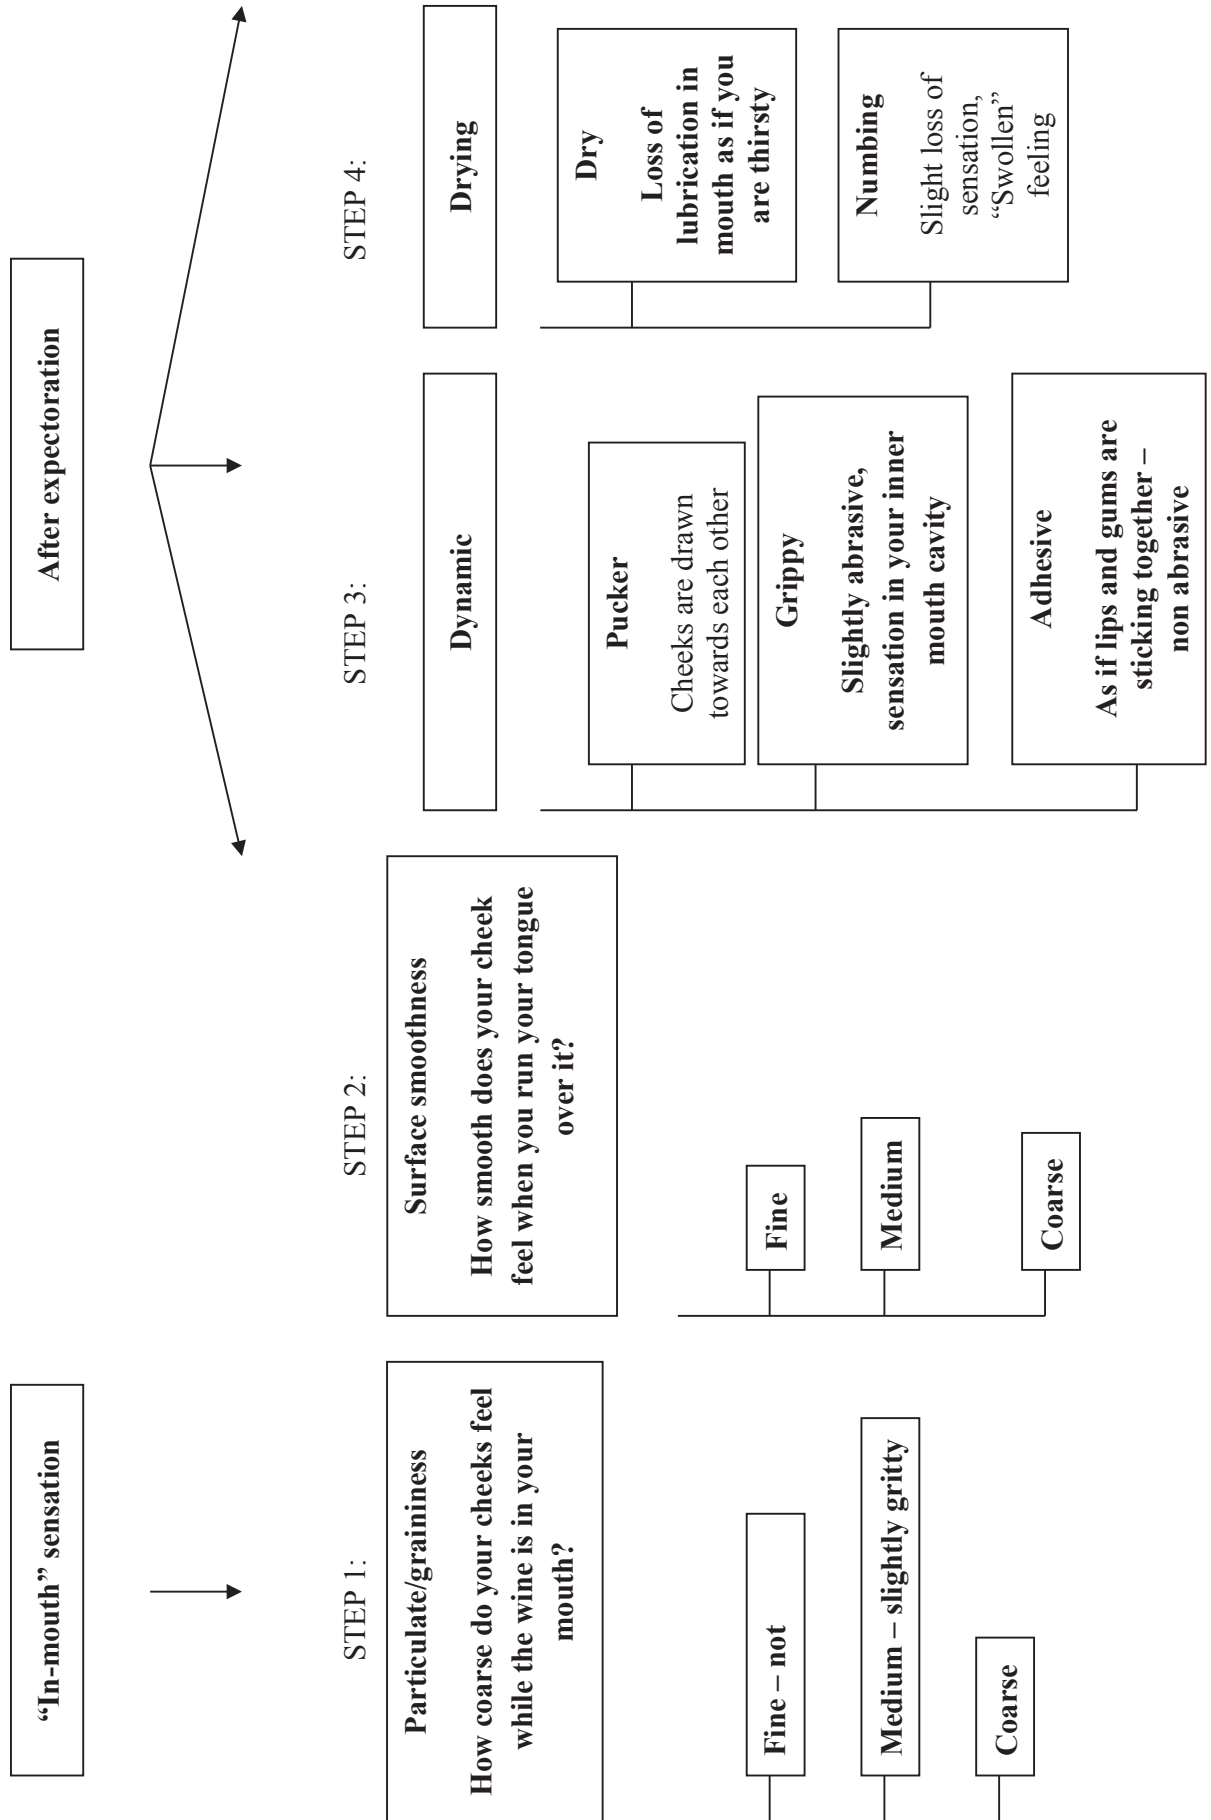 “In-mouth” sensation
After expectoration
STEP 1:
Particulate/graininess
How coarse do your cheeks feel
while the wine is in your
mouth?
Fine – not
Medium – slightly gritty
Coarse
STEP 2:
Surface smoothness
How smooth does your cheek
feel when you run your tongue
over it?
Fine
Medium
Coarse
STEP 3:
Dynamic
Pucker
Cheeks are drawn
towards each other
Grippy
Slightly abrasive,
sensation in your inner
mouth cavity
Adhesive
As if lips and gums are
sticking together –
non abrasive
STEP 4:
Drying
Dry
Loss of
lubrication in
mouth as if you
are thirsty
Numbing
Slight loss of
sensation,
“Swollen”
feeling